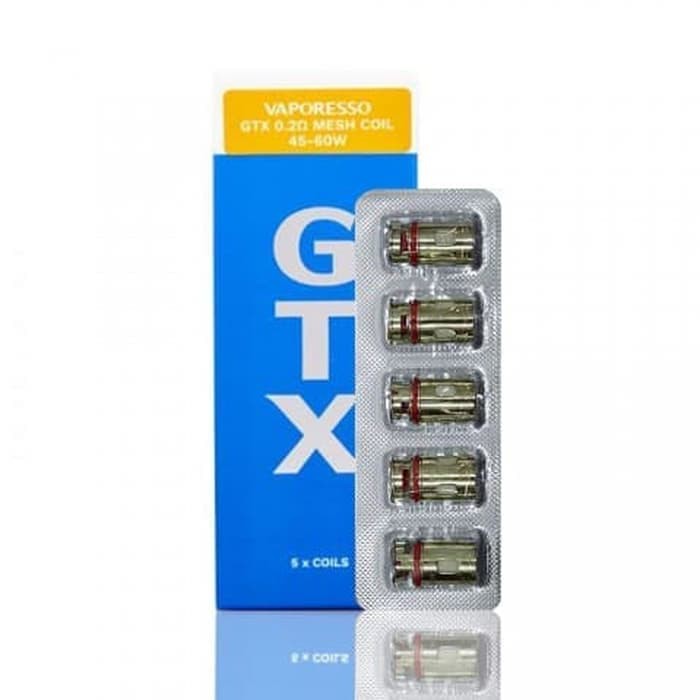 VAPORESSO
GTX 0.2Ω MESH COIL
45-60W
G
T
X
5 x COILS